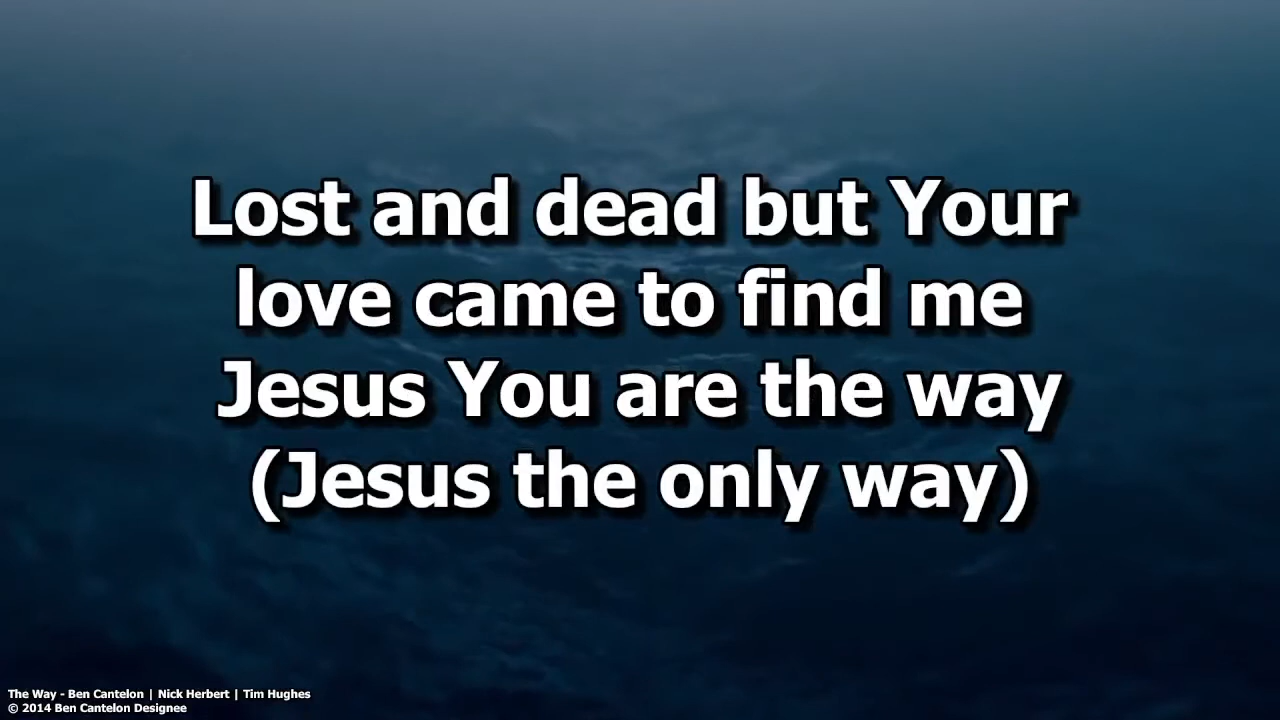 Lost and dead but Your
love came to find me
Jesus You are the way
(Jesus the only way)
The Way - Ben Cantelon | Nick Herbert | Tim Hughes
© 2014 Ben Cantelon Designee